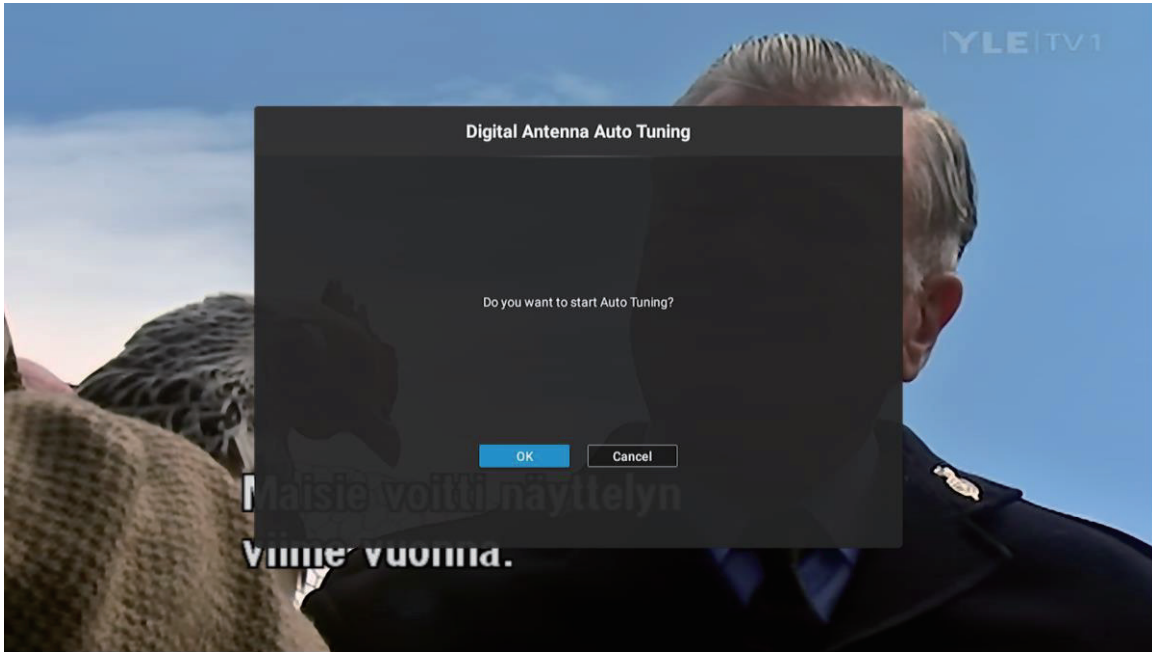 YLE TV1
Digital Antenna Auto Tuning
Do you want to start Auto Tuning?
OK Cancel
Maisie voitti näyttelyn
viime vuonna.